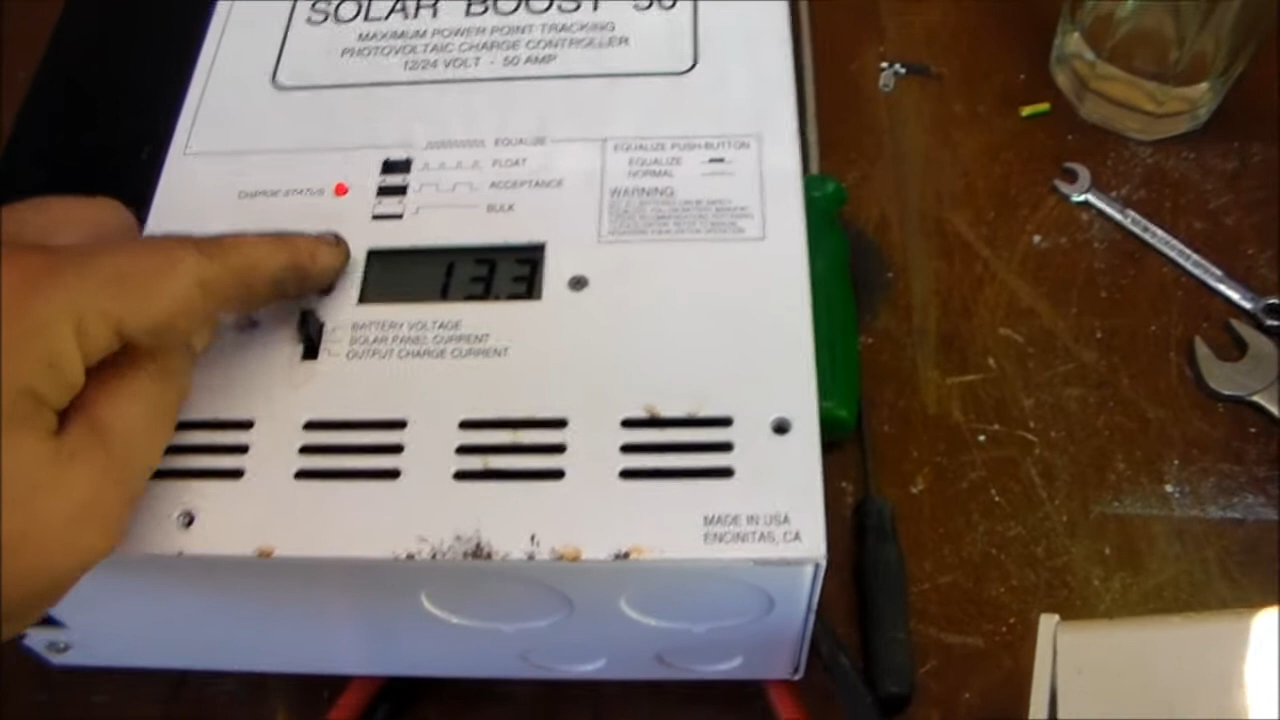 SOLAR BOOST 50
MAXIMUM POWER POINT TRACKING
PHOTOVOLTAIC CHARGE CONTROLLER
12/24 VOLT - 50 AMP
EQUALIZE
FLOAT
ACCEPTANCE
BULK
CHARGE STATUS
EQUALIZE PUSH-BUTTON
EQUALIZE
NORMAL
WARNING:
13.3
BATTERY VOLTAGE
SOLAR PANEL CURRENT
OUTPUT CHARGE CURRENT
MADE IN USA
ENCINITAS, CA